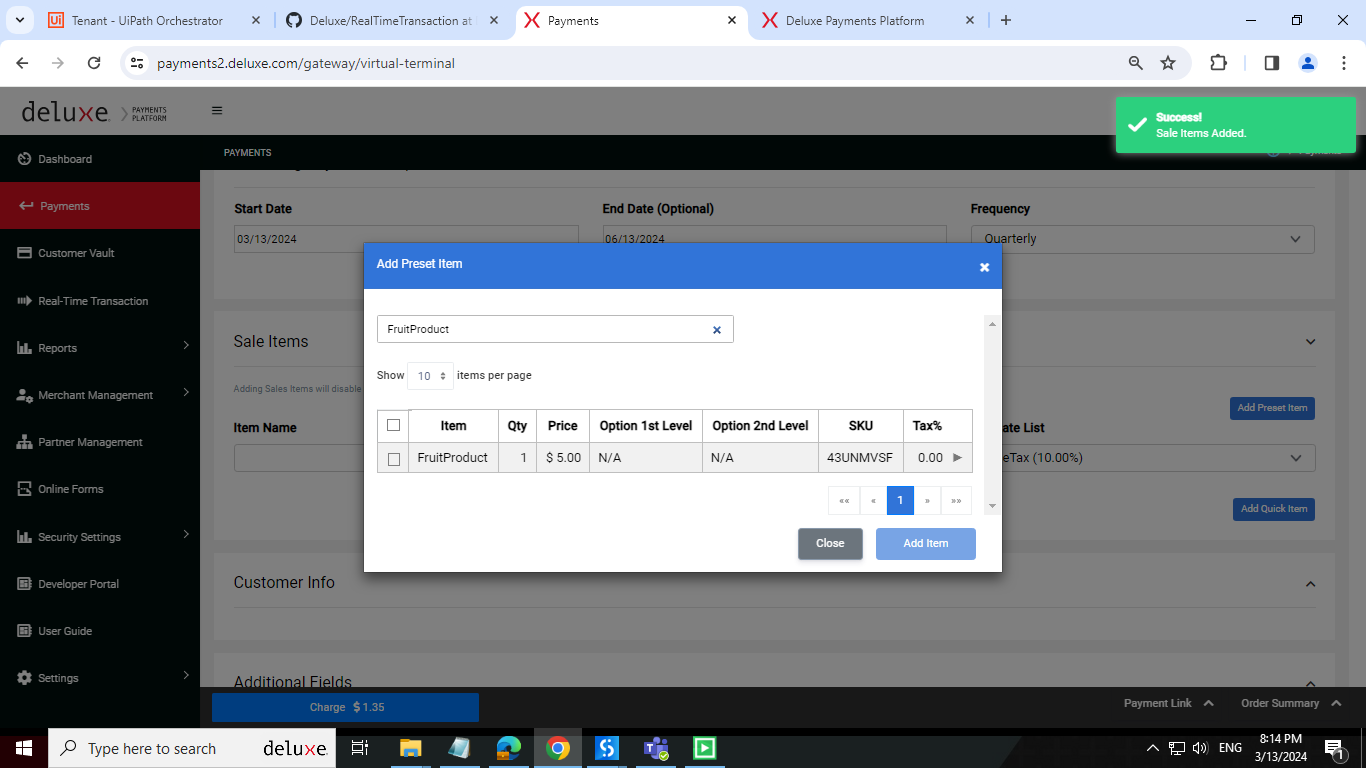 Tenant - UiPath Orchestrator
Deluxe/RealTimeTransaction at
Payments
Deluxe Payments Platform
payments2.deluxe.com/gateway/virtual-terminal
deluxe.
PAYMENTS
PLATFORM
Success!
Sale Items Added.
Dashboard
Payments
Customer Vault
Real-Time Transaction
Reports
Merchant Management
Partner Management
Online Forms
Security Settings
Developer Portal
User Guide
Settings
PAYMENTS
Start Date
End Date (Optional)
Frequency
03/13/2024
06/13/2024
Quarterly
Sale Items
Adding Sales Items will disable
Add Preset Item
Item Name
ate List
eTax (10.00%)
Add Quick Item
Add Preset Item
FruitProduct
Show 10 items per page
Item Qty Price Option 1st Level Option 2nd Level SKU Tax%
FruitProduct 1 $ 5.00 N/A N/A 43UNMVSF 0.00
«« « 1 » »»
Close
Add Item
Customer Info
Additional Fields
Charge $ 1.35
Payment Link
Order Summary
Type here to search
deluxe.
ENG
8:14 PM
3/13/2024
1